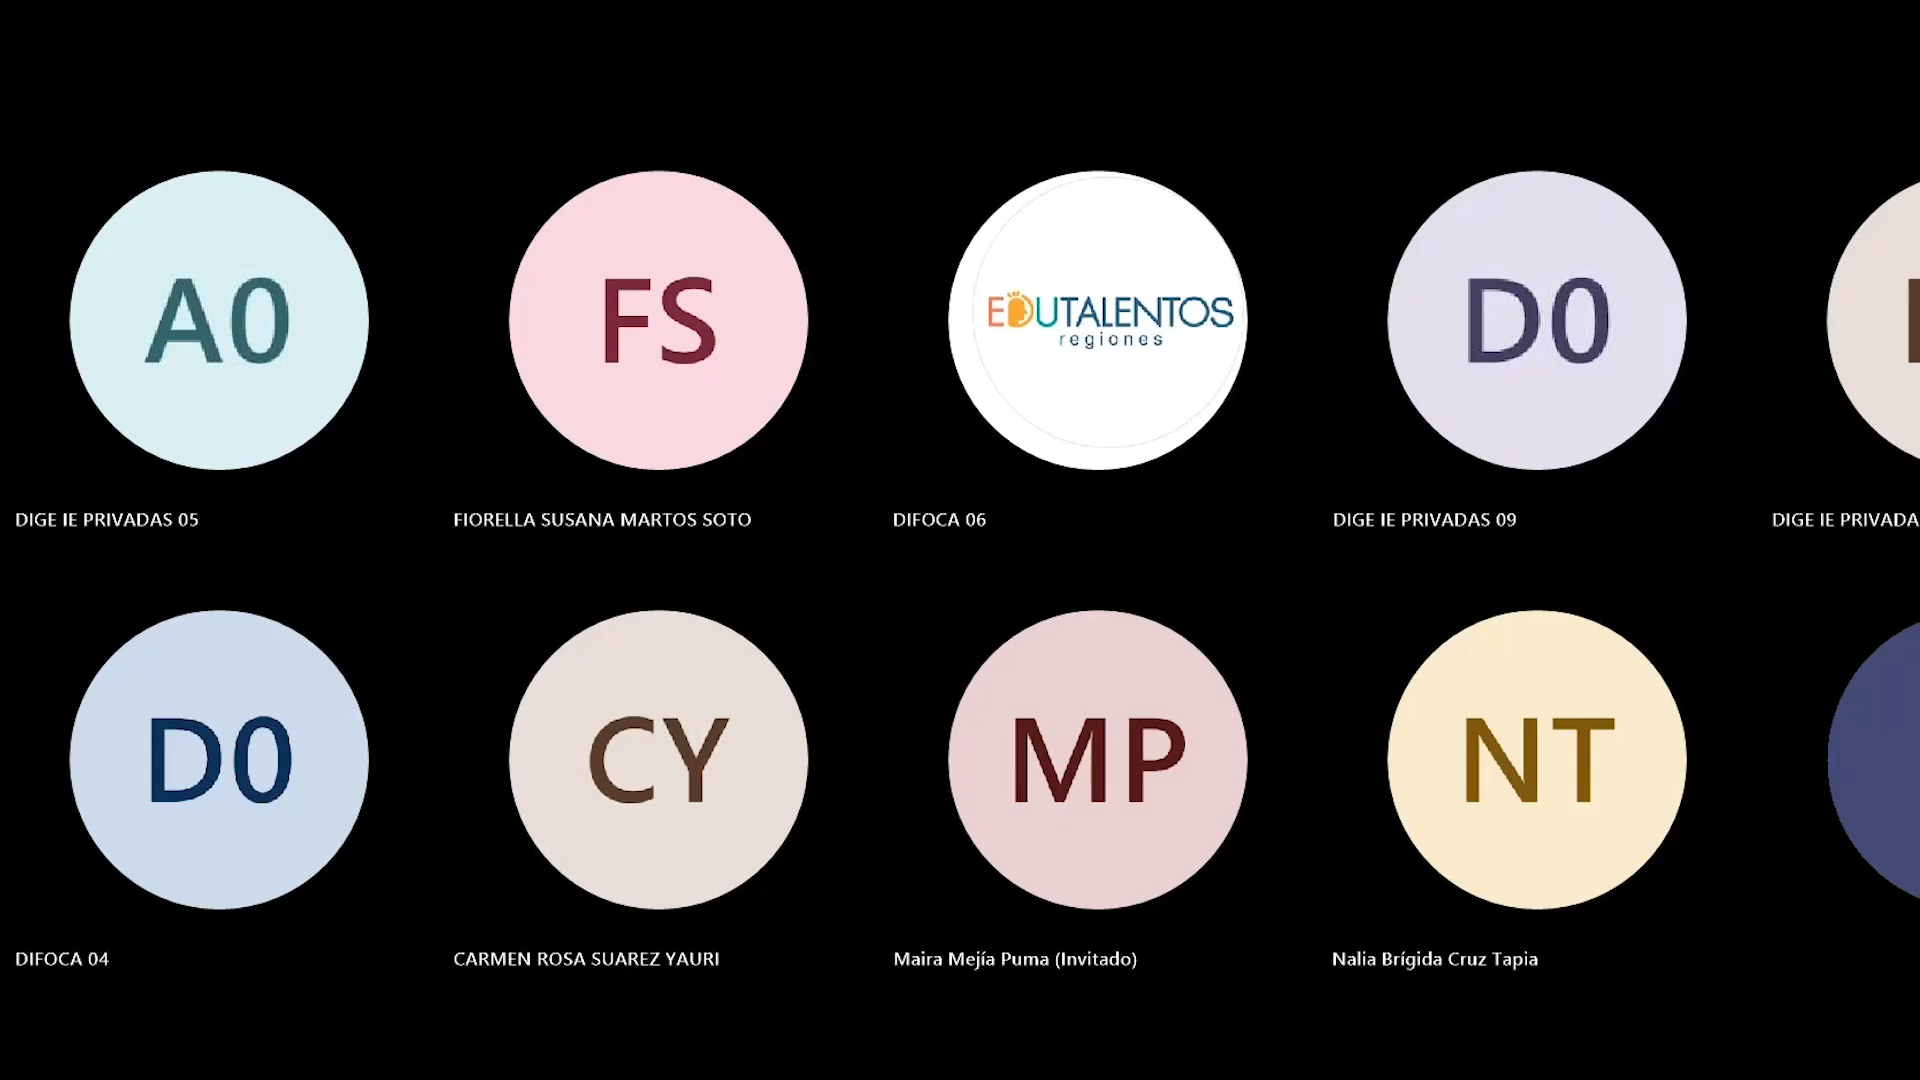 A0
FS
EDUTALENTOS
regiones
D0
DIGE IE PRIVADAS 05
FIORELLA SUSANA MARTOS SOTO
DIFOCA 06
DIGE IE PRIVADAS 09
DIGE IE PRIVADA
D0
CY
MP
NT
DIFOCA 04
CARMEN ROSA SUAREZ YAURI
Maira Mejía Puma (Invitado)
Nalia Brígida Cruz Tapia